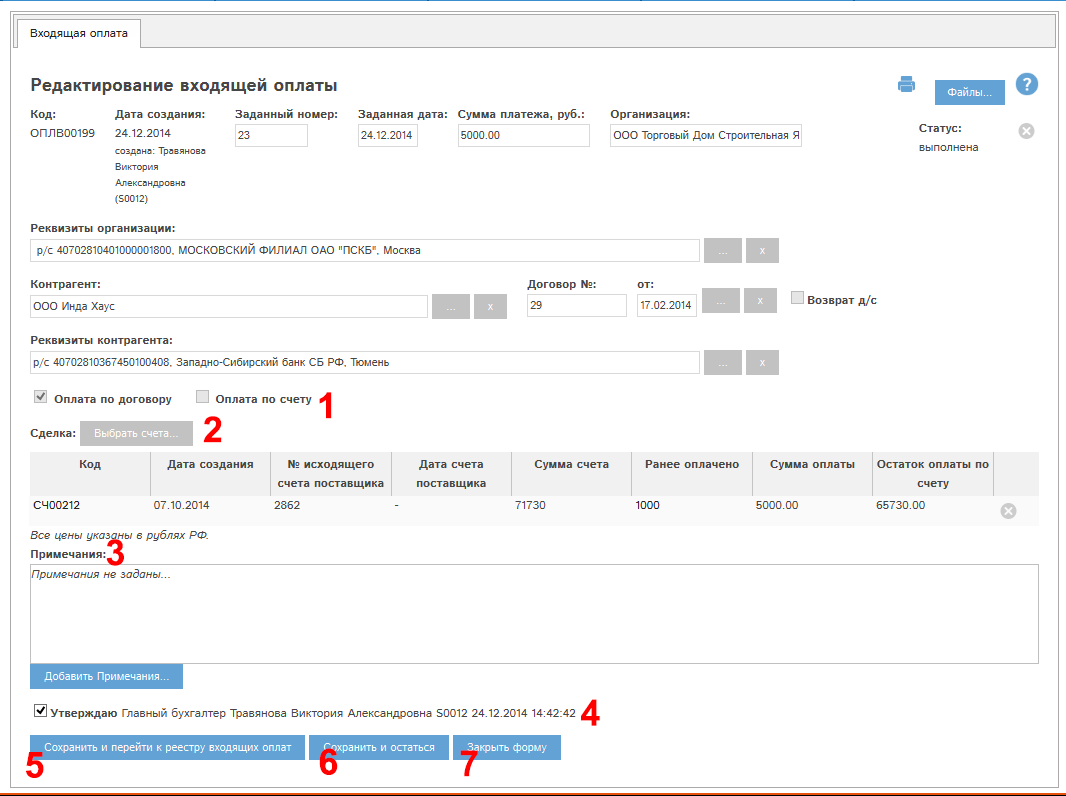 Входящая оплата
Редактирование входящей оплаты
Файлы...
?
Код: Дата создания: Заданный номер: Заданная дата: Сумма платежа, руб.: Организация:
ОПЛВ00199 24.12.2014 23 24.12.2014 5000.00 ООО Торговый Дом Строительная Я
Статус:
выполнена
создана: Травянова
Виктория
Александровна
(S0012)
Реквизиты организации:
р/с 40702810401000001800, МОСКОВСКИЙ ФИЛИАЛ ОАО "ПСКБ", Москва ... x
Контрагент: Договор №: от:
ООО Инда Хаус ... x 29 17.02.2014 ... x Возврат д/с
Реквизиты контрагента:
р/с 40702810367450100408, Западно-Сибирский банк СБ РФ, Тюмень ... x
Оплата по договору Оплата по счету 1
Сделка: Выбрать счета... 2
Код Дата создания № исходящего счета поставщика Дата счета поставщика Сумма счета Ранее оплачено Сумма оплаты Остаток оплаты по счету
СЧ00212 07.10.2014 2862 - 71730 1000 5000.00 65730.00
Все цены указаны в рублях РФ.
Примечания: 3
Примечания не заданы...
Добавить Примечания...
Утверждаю Главный бухгалтер Травянова Виктория Александровна S0012 24.12.2014 14:42:42 4
Сохранить и перейти к реестру входящих оплат Сохранить и остаться Закрыть форму
5 6 7